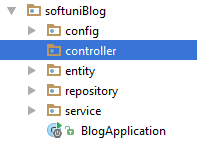 softuniBlog
config
controller
entity
repository
service
BlogApplication